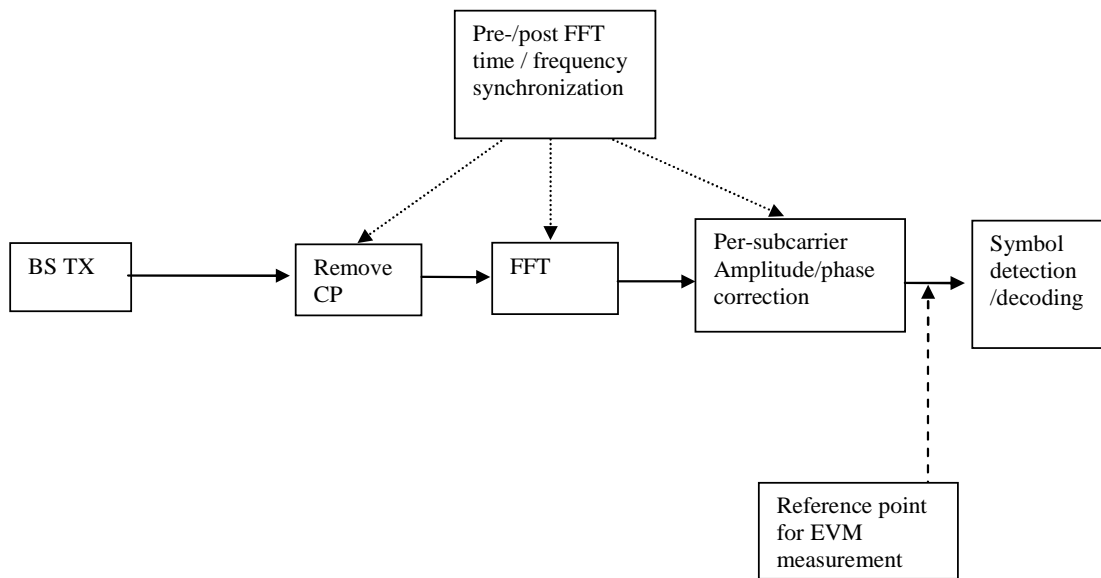 Pre-/post FFT
time / frequency
synchronization
BS TX
Remove
CP
FFT
Per-subcarrier
Amplitude/phase
correction
Symbol
detection
/decoding
Reference point
for EVM
measurement